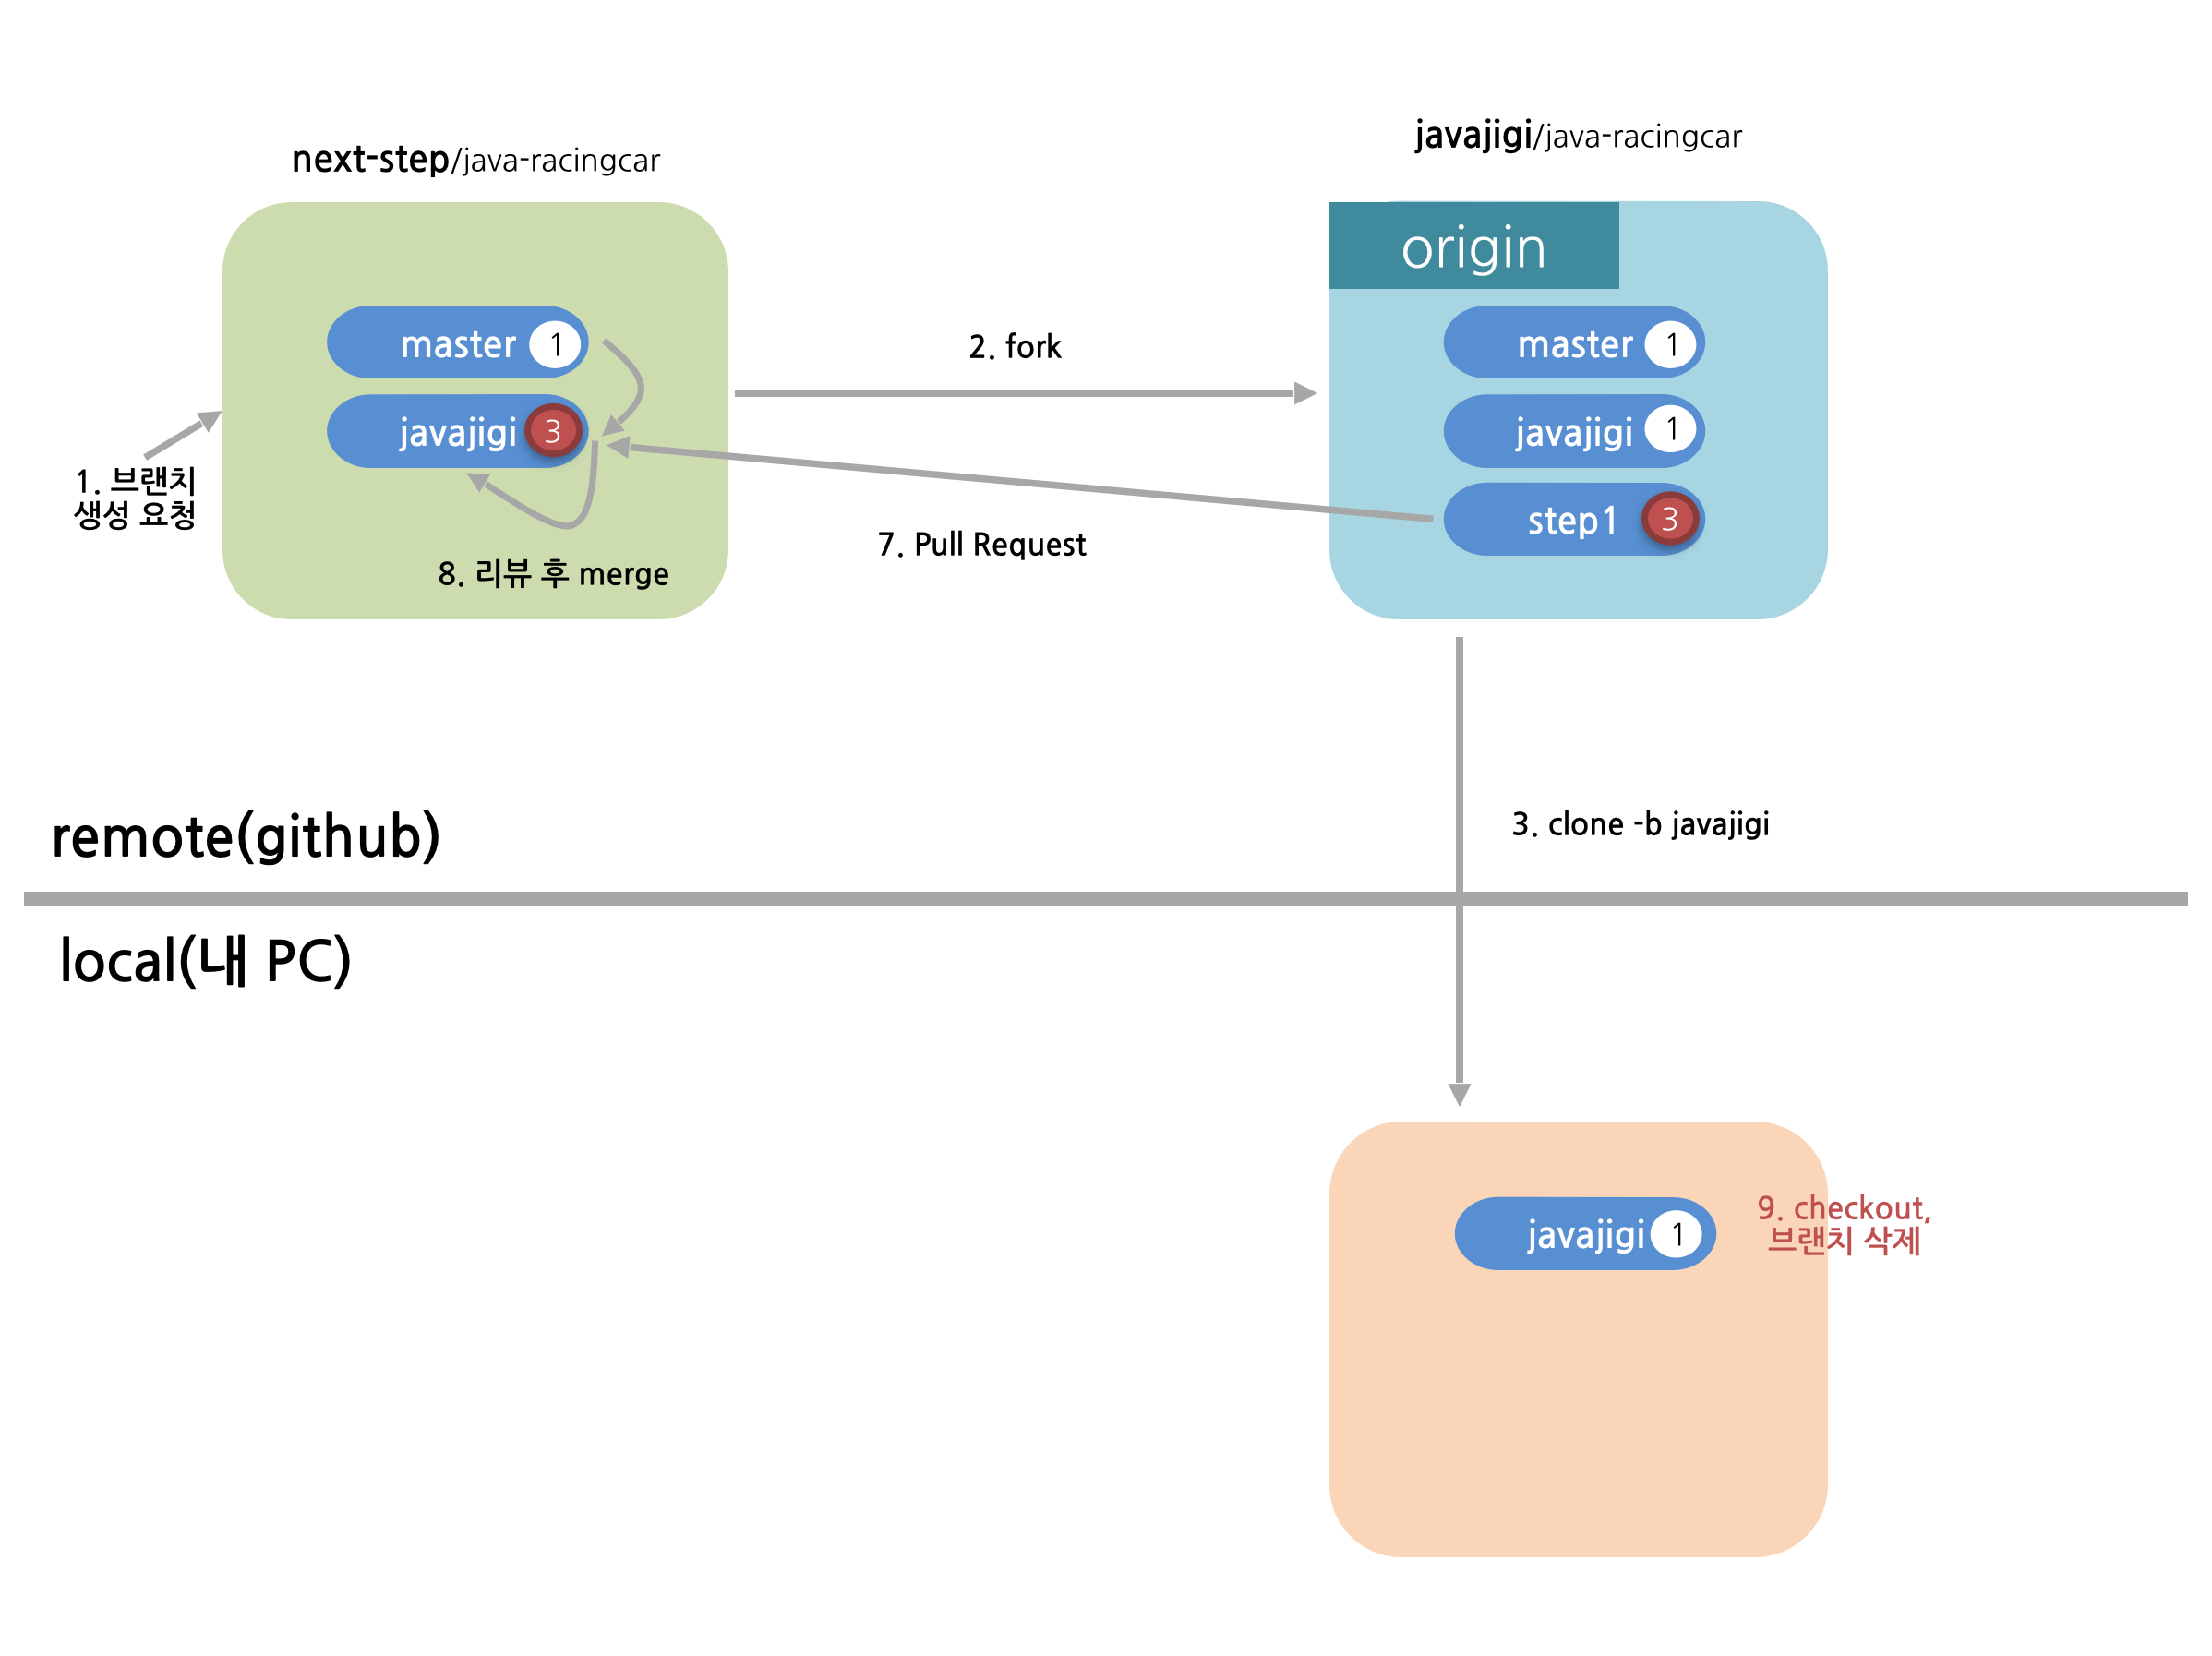 next-step/java-racingcar
master 1
javajigi 3
8. 리뷰 후 merge
1. 브랜치
생성 요청
2. fork
7. Pull Request
javajigi/java-racingcar
origin
master 1
javajigi 1
step1 3
3. clone -b javajigi
remote(github)
local(내 PC)
javajigi 1
9. checkout,
브랜치 삭제